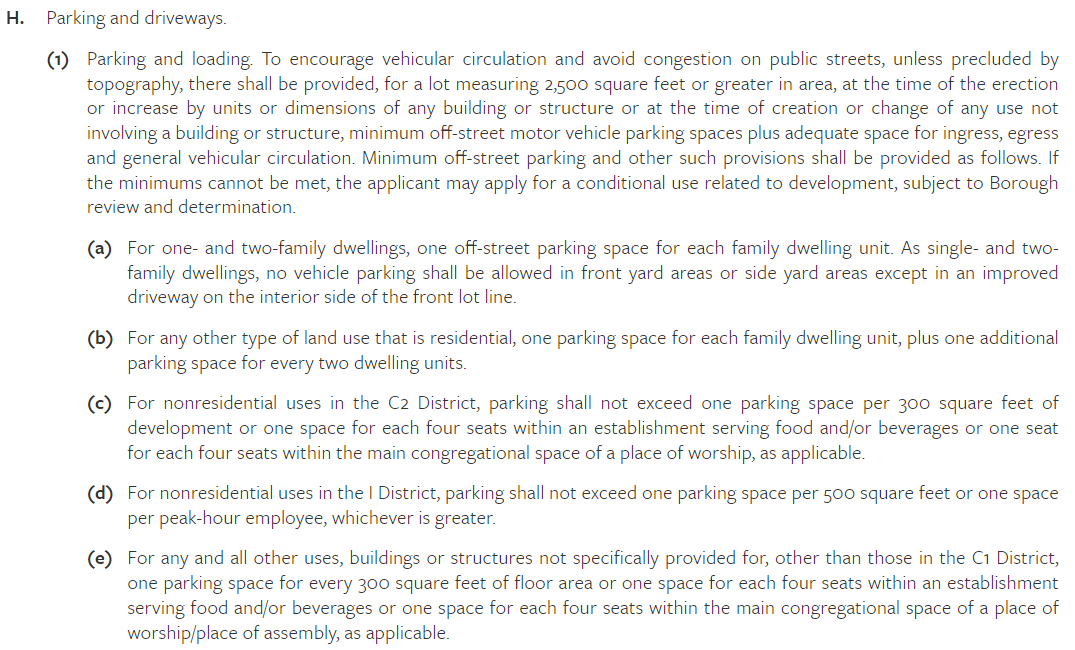 H. Parking and driveways.
(1) Parking and loading. To encourage vehicular circulation and avoid congestion on public streets, unless precluded by
topography, there shall be provided, for a lot measuring 2,500 square feet or greater in area, at the time of the erection
or increase by units or dimensions of any building or structure or at the time of creation or change of any use not
involving a building or structure, minimum off-street motor vehicle parking spaces plus adequate space for ingress, egress
and general vehicular circulation. Minimum off-street parking and other such provisions shall be provided as follows. If
the minimums cannot be met, the applicant may apply for a conditional use related to development, subject to Borough
review and determination.
(a) For one- and two-family dwellings, one off-street parking space for each family dwelling unit. As single- and two-
family dwellings, no vehicle parking shall be allowed in front yard areas or side yard areas except in an improved
driveway on the interior side of the front lot line.
(b) For any other type of land use that is residential, one parking space for each family dwelling unit, plus one additional
parking space for every two dwelling units.
(c) For nonresidential uses in the C2 District, parking shall not exceed one parking space per 300 square feet of
development or one space for each four seats within an establishment serving food and/or beverages or one seat
for each four seats within the main congregational space of a place of worship, as applicable.
(d) For nonresidential uses in the I District, parking shall not exceed one parking space per 500 square feet or one space
per peak-hour employee, whichever is greater.
(e) For any and all other uses, buildings or structures not specifically provided for, other than those in the C1 District,
one parking space for every 300 square feet of floor area or one space for each four seats within an establishment
serving food and/or beverages or one space for each four seats within the main congregational space of a place of
worship/place of assembly, as applicable.